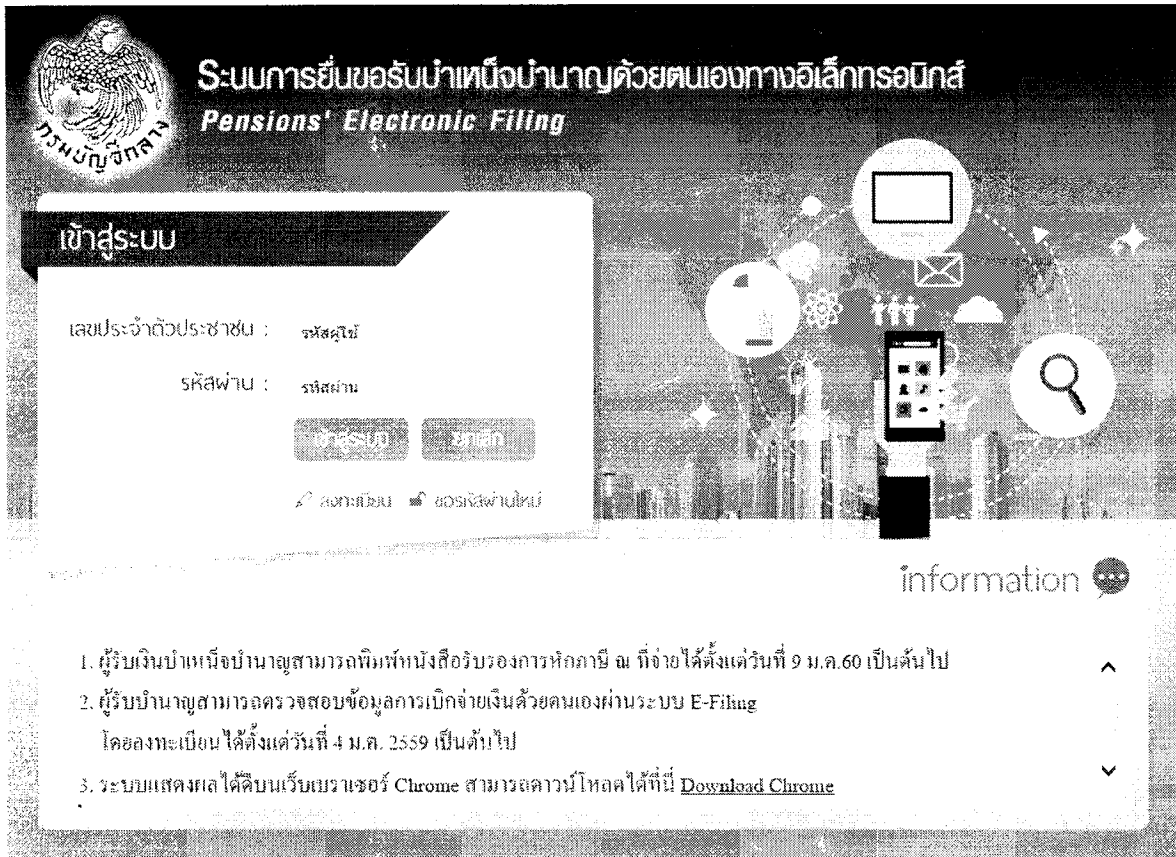 ระบบการยื่นขอรับบำเหน็จบำนาญด้วยตนเองทางอิเล็กทรอนิกส์
Pensions' Electronic Filing
กรมบัญชีกลาง
เข้าสู่ระบบ
เลขประจำตัวประชาชน : รหัสผู้ใช้
รหัสผ่าน : รหัสผ่าน
เข้าสู่ระบบ ยกเลิก
ลงทะเบียน ขอรหัสผ่านใหม่
information
1. ผู้รับเงินบำเหน็จบำนาญสามารถพิมพ์หนังสือรับรองการหักภาษี ณ ที่จ่ายได้ตั้งแต่วันที่ 9 ม.ค.60 เป็นต้นไป
2. ผู้รับบำนาญสามารถตรวจสอบข้อมูลการเบิกจ่ายเงินด้วยตนเองผ่านระบบ E-Filing
โดยลงทะเบียนได้ตั้งแต่วันที่ 4 ม.ค. 2559 เป็นต้นไป
3. ระบบแสดงผลได้ดีบนเว็บเบราเซอร์ Chrome สามารถดาวน์โหลดได้ที่นี่ Download Chrome